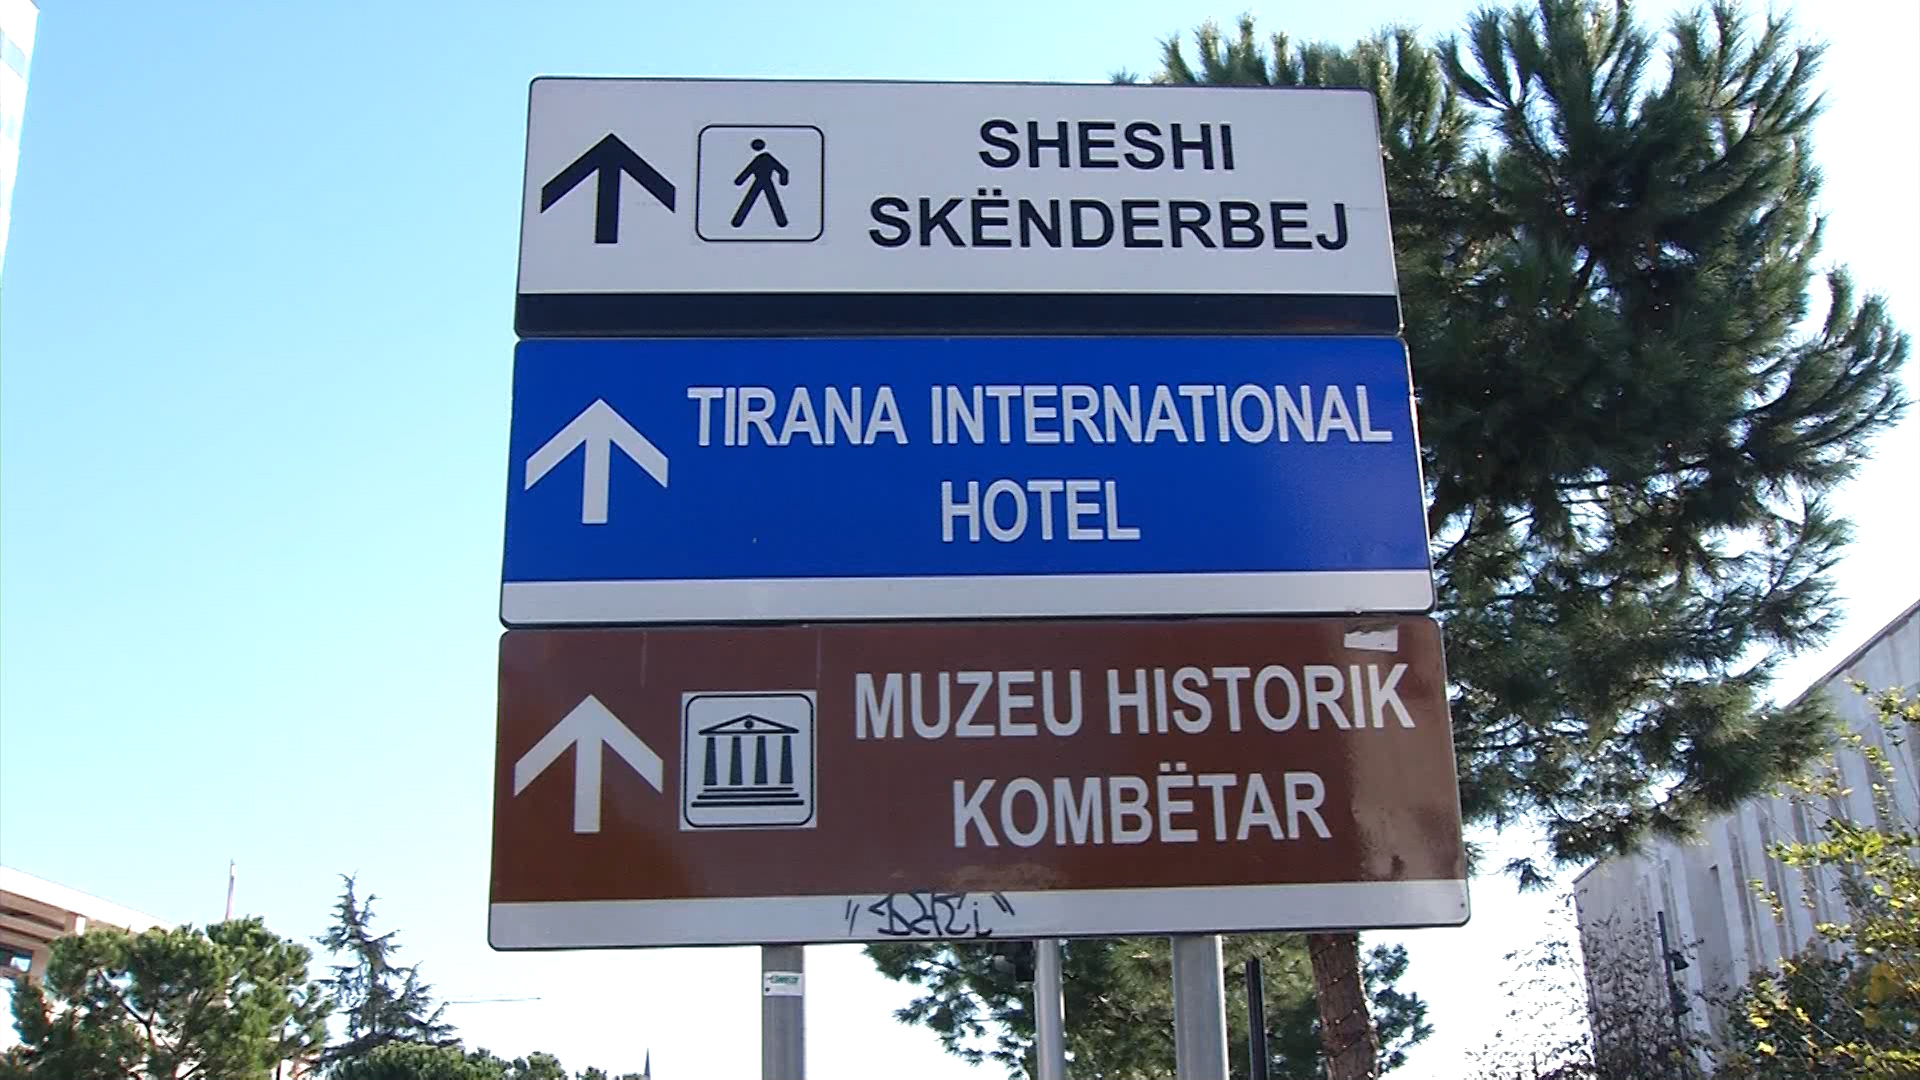 SHESHI
SKËNDERBEJ
TIRANA INTERNATIONAL
HOTEL
MUZEU HISTORIK
KOMBËTAR